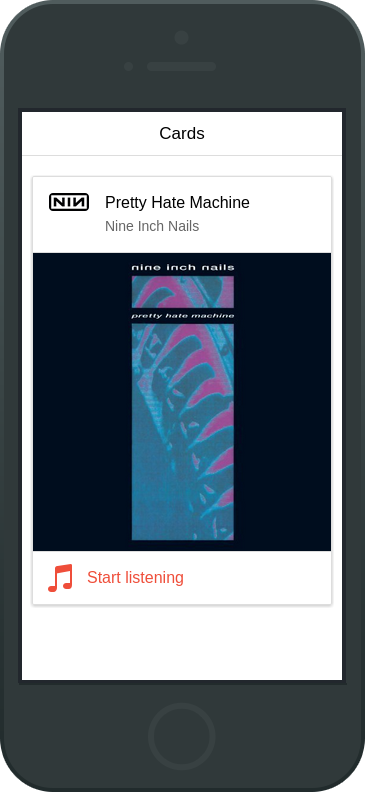 Cards
NIN
Pretty Hate Machine
Nine Inch Nails
nine inch nails
pretty hate machine
Start listening